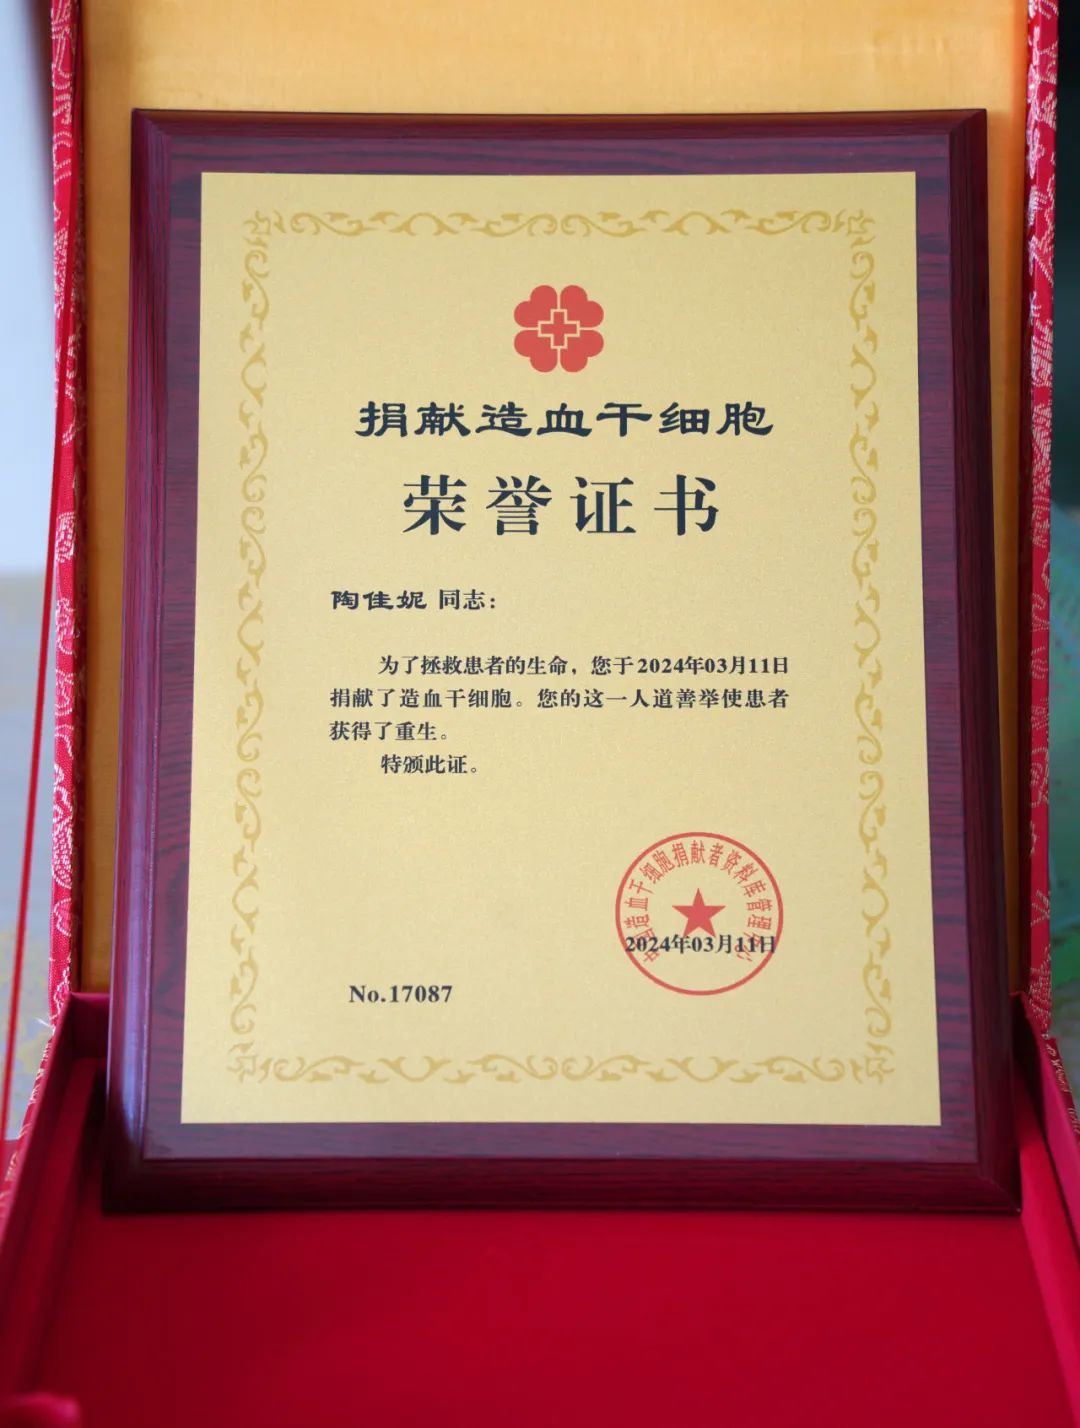 捐献造血干细胞
荣誉证书
陶佳妮 同志：
为了拯救患者的生命，您于2024年03月11日
捐献了造血干细胞。您的这一人道善举使患者
获得了重生。
特颁此证。
中国造血干细胞捐献者资料库管理中心
2024年03月11日
No.17087